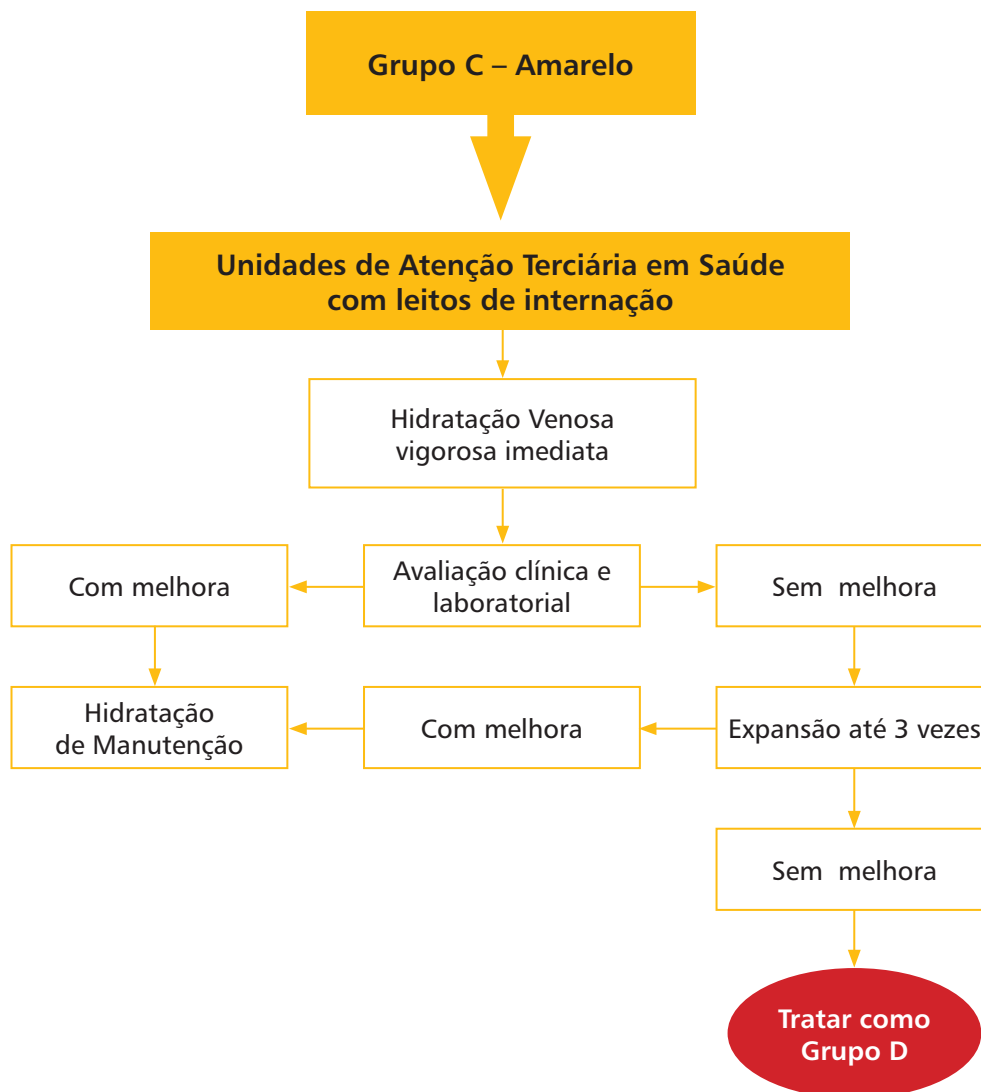 Grupo C – Amarelo
Unidades de Atenção Terciária em Saúde
com leitos de internação
Hidratação Venosa
vigorosa imediata
Com melhora
Avaliação clínica e
laboratorial
Sem melhora
Hidratação
de Manutenção
Com melhora
Expansão até 3 vezes
Sem melhora
Tratar como
Grupo D